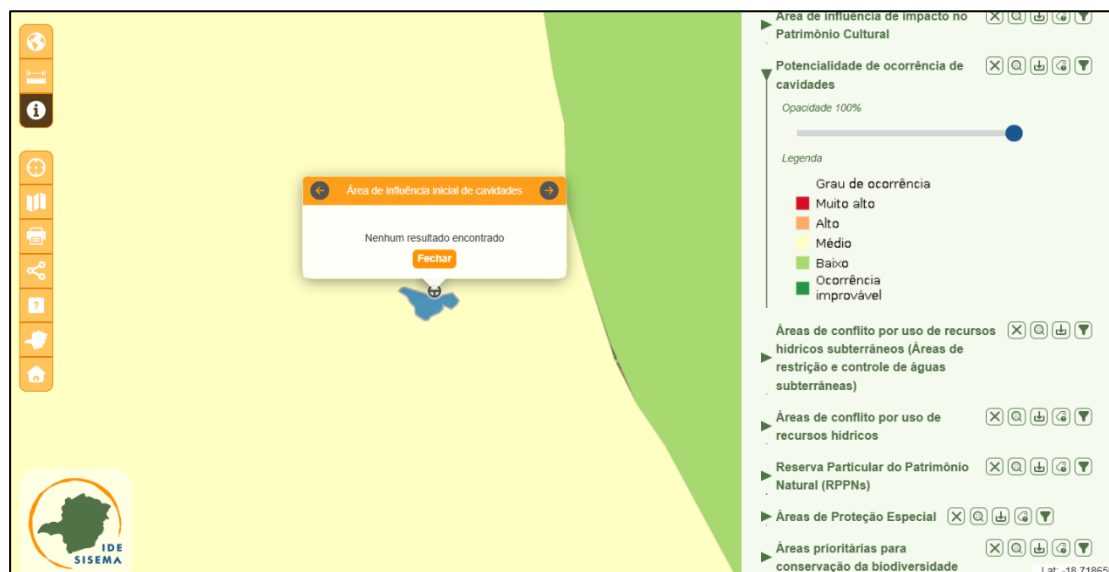 Área de influência inicial de cavidades
Nenhum resultado encontrado
Fechar
IDE
SISEMA
Área de influência de impacto no
Patrimônio Cultural
Potencialidade de ocorrência de
cavidades
Opacidade 100%
Legenda
Grau de ocorrência
Muito alto
Alto
Médio
Baixo
Ocorrência
improvável
Áreas de conflito por uso de recursos
hídricos subterrâneos (Áreas de
restrição e controle de águas
subterrâneas)
Áreas de conflito por uso de
recursos hídricos
Reserva Particular do Patrimônio
Natural (RPPNs)
Áreas de Proteção Especial
Áreas prioritárias para
conservação da biodiversidade
Lat: -18.71865